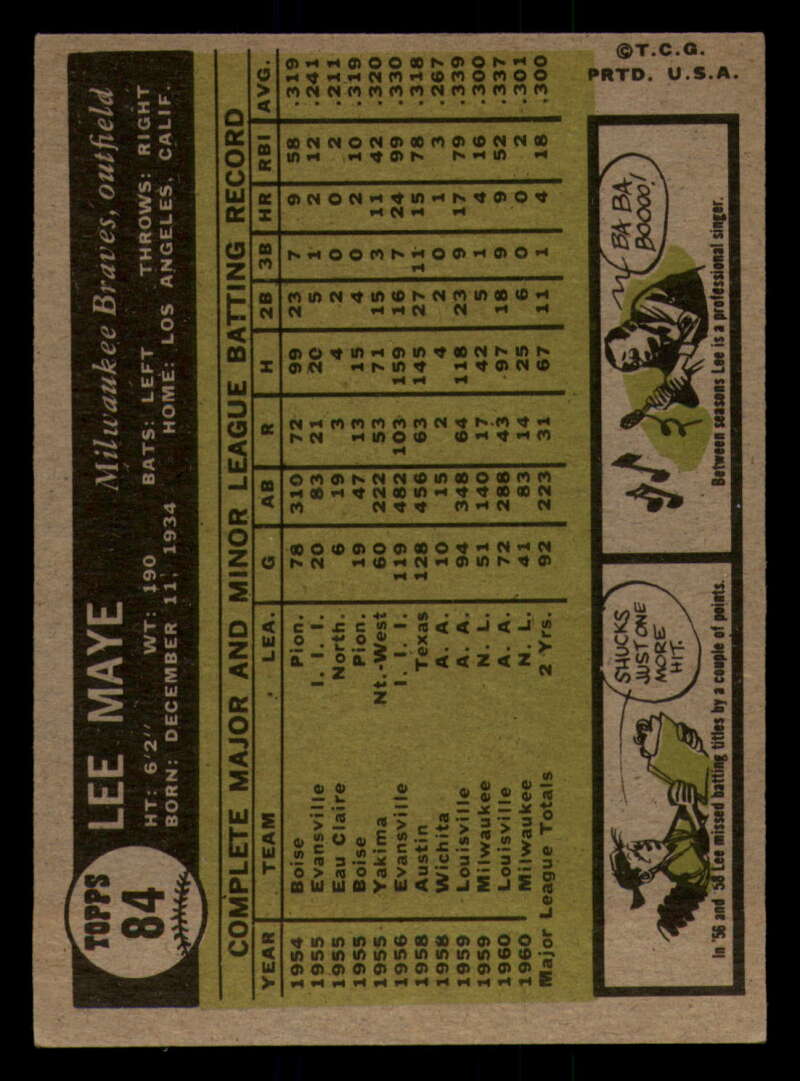 TOPPS
84
LEE MAYE Milwaukee Braves, outfield
HT: 6'2" WT: 190 BATS: LEFT THROWS: RIGHT
BORN: DECEMBER 11, 1934 HOME: LOS ANGELES, CALIF.
COMPLETE MAJOR AND MINOR LEAGUE BATTING RECORD
YEAR TEAM LEA. G AB R H 2B 3B HR RBI AVG.
1954 Boise Pion. 78 310 72 99 23 7 9 58 .319
1955 Evansville I. I. I. 20 83 21 20 5 1 2 12 .241
1955 Eau Claire North. 6 19 3 4 2 0 0 2 .211
1955 Boise Pion. 19 47 13 15 4 0 2 10 .319
1955 Yakima Nt.-West 60 222 53 71 15 3 11 42 .320
1956 Evansville I. I. I. 119 482 103 159 16 7 24 99 .330
1958 Austin Texas 128 456 63 145 27 11 15 78 .318
1958 Wichita A. A. 10 15 2 4 2 0 1 3 .267
1959 Louisville A. A. 94 348 64 118 23 9 17 79 .339
1959 Milwaukee N. L. 51 140 17 42 5 1 4 16 .300
1960 Louisville A. A. 72 288 43 97 18 9 9 52 .337
1960 Milwaukee N. L. 41 83 14 25 6 0 0 2 .301
Major League Totals 2 Yrs. 92 223 31 67 11 1 4 18 .300
SHUCKS
JUST ONE
MORE
HIT.
In '56 and '58 Lee missed batting titles by a couple of points.
BA BA
BOOOO!
Between seasons Lee is a professional singer.
©T.C.G.
PRTD. U.S.A.